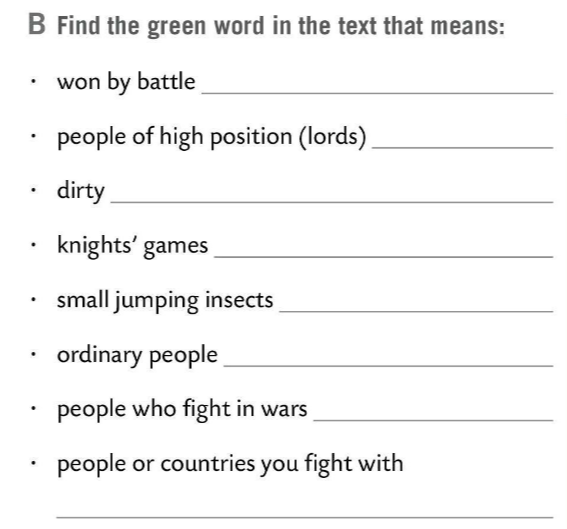 B Find the green word in the text that means:
• won by battle
• people of high position (lords)
• dirty
• knights' games
• small jumping insects
• ordinary people
• people who fight in wars
• people or countries you fight with